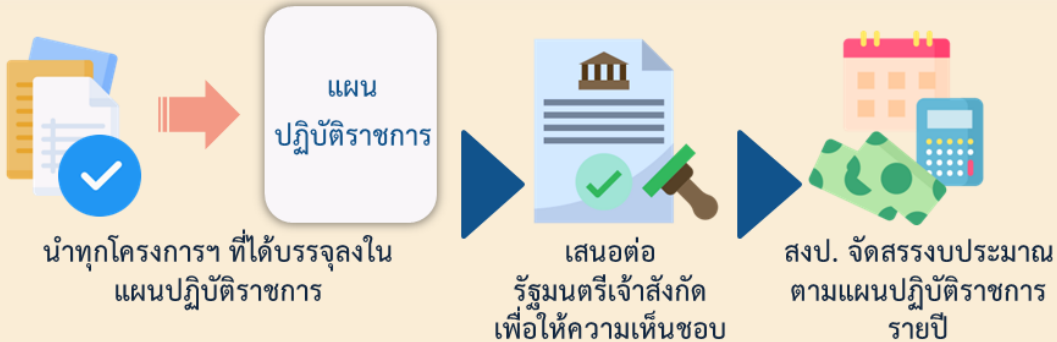 แผน
ปฏิบัติราชการ
นำทุกโครงการฯ ที่ได้บรรจุลงใน
แผนปฏิบัติราชการ
เสนอต่อ
รัฐมนตรีเจ้าสังกัด
เพื่อให้ความเห็นชอบ
สงป. จัดสรรงบประมาณ
ตามแผนปฏิบัติราชการ
รายปี